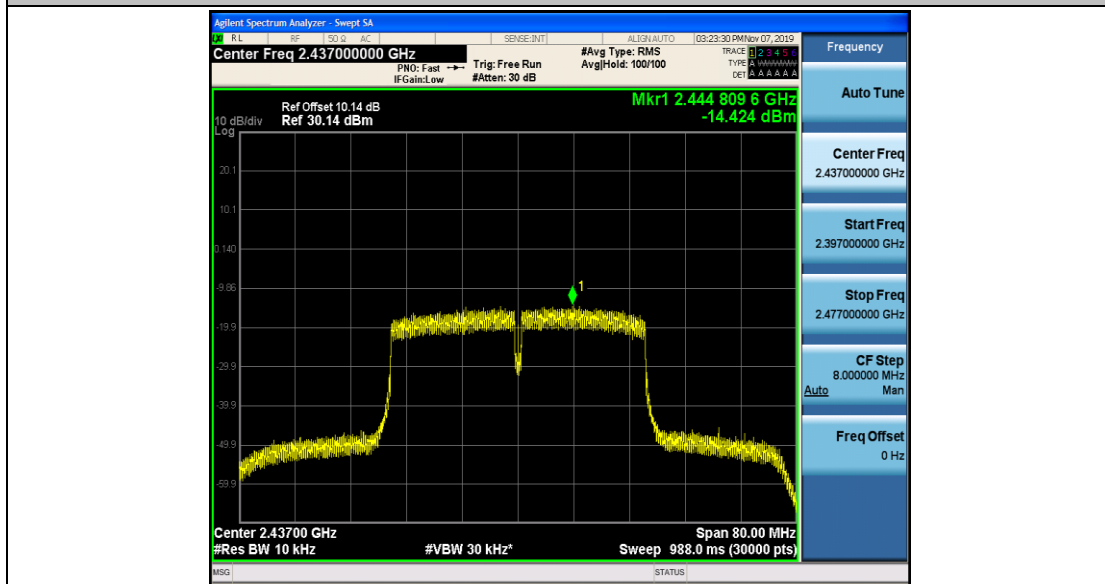 Agilent Spectrum Analyzer - Swept SA
RL RF 50 Ω AC SENSE:INT ALIGN AUTO 03:23:30 PM Nov 07, 2019
Center Freq 2.437000000 GHz
PNO: Fast
IFGain:Low
Trig: Free Run
#Atten: 30 dB
#Avg Type: RMS
Avg|Hold: 100/100
TRACE 1 2 3 4 5 6
TYPE A WWWWW
DET A A A A A A
Mkr1 2.444 809 6 GHz
-14.424 dBm
Ref Offset 10.14 dB
10 dB/div Ref 30.14 dBm
Log
20.1
10.1
0.140
-9.86
-19.9
-29.9
-39.9
-49.9
-59.9
1
Center 2.43700 GHz
Span 80.00 MHz
#Res BW 10 kHz
#VBW 30 kHz*
Sweep 988.0 ms (30000 pts)
MSG
STATUS
Frequency
Auto Tune
Center Freq
2.437000000 GHz
Start Freq
2.397000000 GHz
Stop Freq
2.477000000 GHz
CF Step
8.000000 MHz
Auto Man
Freq Offset
0 Hz